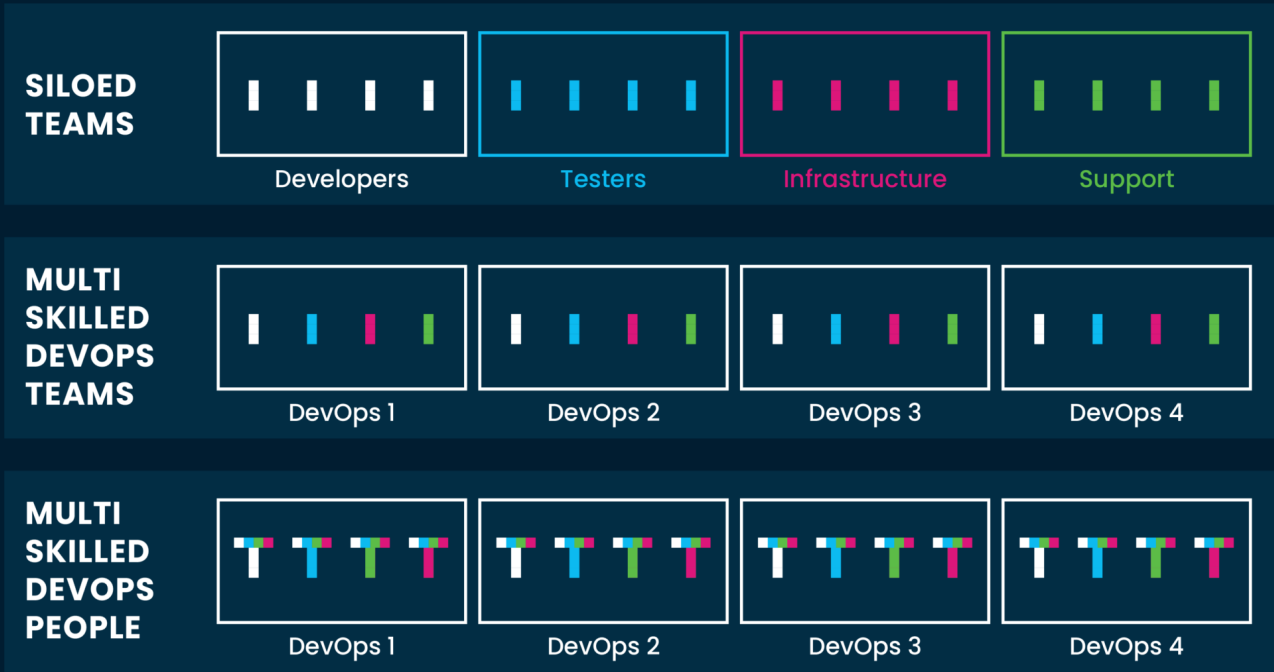 SILOED
TEAMS
Developers
Testers
Infrastructure
Support
MULTI
SKILLED
DEVOPS
TEAMS
DevOps 1
DevOps 2
DevOps 3
DevOps 4
MULTI
SKILLED
DEVOPS
PEOPLE
DevOps 1
DevOps 2
DevOps 3
DevOps 4